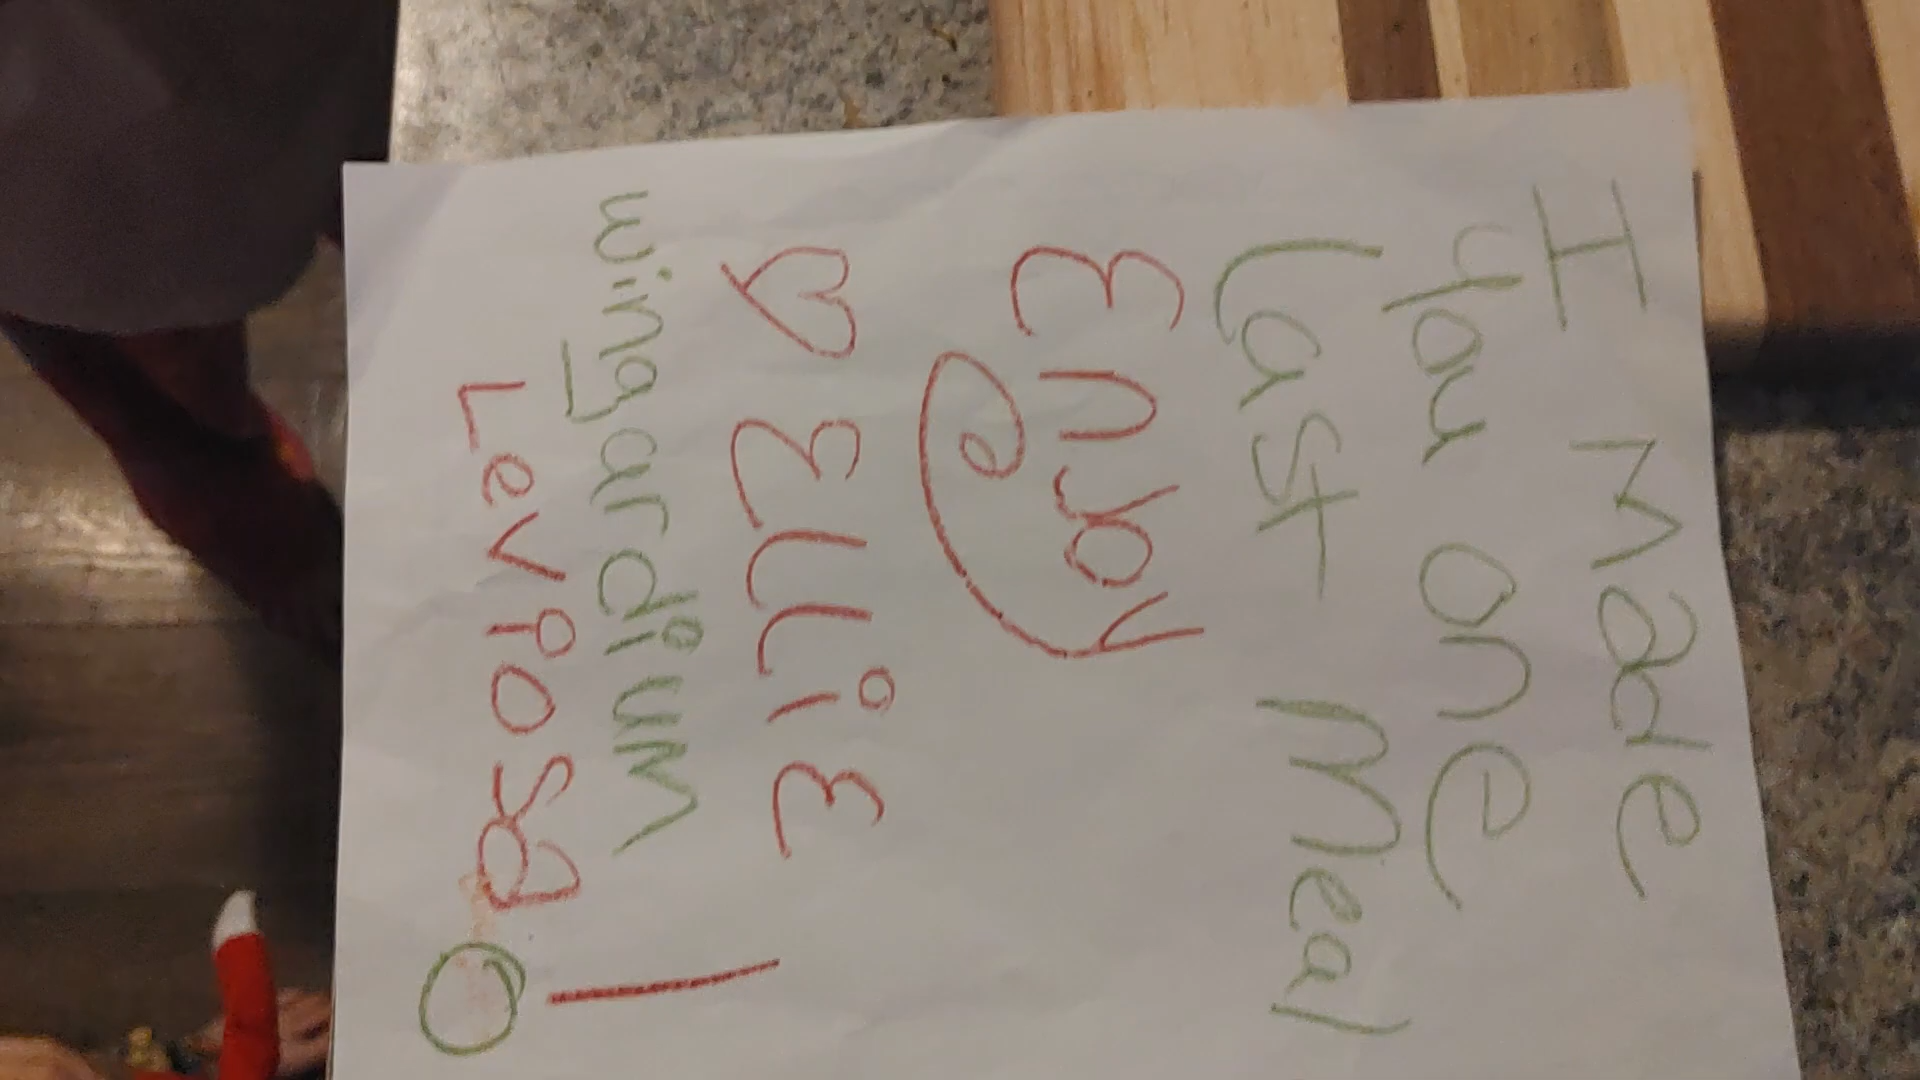 I made
you one
last meal
Enjoy
♡ Ellie
wingardium
Leviosa!